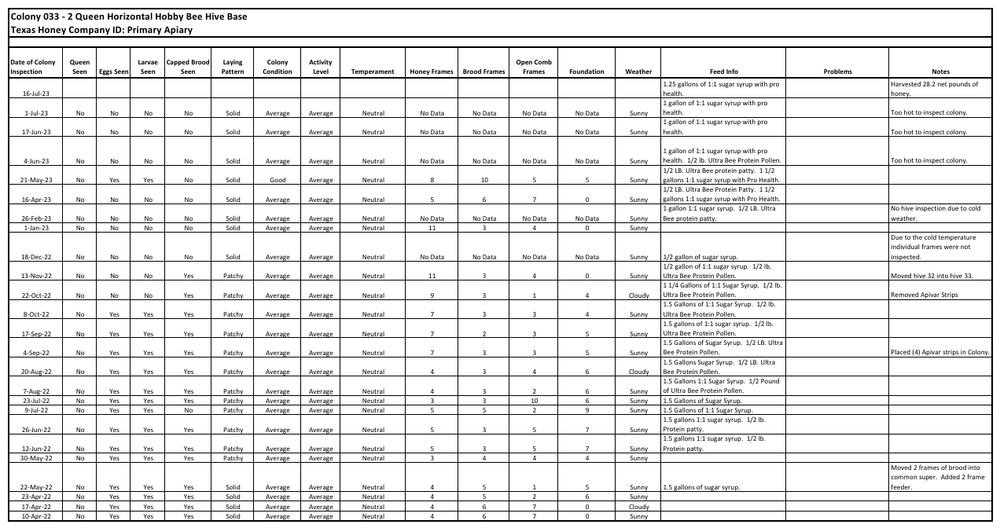 Colony 033 - 2 Queen Horizontal Hobby Bee Hive Base
Texas Honey Company ID: Primary Apiary
Date of Colony Inspection Queen Seen Eggs Seen Larvae Seen Capped Brood Seen Laying Pattern Colony Condition Activity Level Temperament Honey Frames Brood Frames Open Comb Frames Foundation Weather Feed Info Problems Notes
16-Jul-23 1.25 gallons of 1:1 sugar syrup with pro health. Harvested 28.2 net pounds of honey.
1-Jul-23 No No No No Solid Average Average Neutral No Data No Data No Data No Data Sunny 1 gallon of 1:1 sugar syrup with pro health. Too hot to inspect colony.
17-Jun-23 No No No No Solid Average Average Neutral No Data No Data No Data No Data Sunny 1 gallon of 1:1 sugar syrup with pro health. Too hot to inspect colony.
4-Jun-23 No No No No Solid Average Average Neutral No Data No Data No Data No Data Sunny 1 gallon of 1:1 sugar syrup with pro health. 1/2 lb. Ultra Bee Protein Pollen. Too hot to inspect colony.
21-May-23 No Yes Yes No Solid Good Average Neutral 8 10 5 5 Sunny 1/2 LB. Ultra Bee protein patty. 1 1/2 gallons 1:1 sugar syrup with Pro Health.
16-Apr-23 No No No No Solid Average Average Neutral 5 6 7 0 Sunny 1/2 LB. Ultra Bee Protein Patty. 1 1/2 gallons 1:1 sugar syrup with Pro Health.
26-Feb-23 No No No No Solid Average Average Neutral No Data No Data No Data No Data Sunny 1 gallon 1:1 sugar syrup. 1/2 LB. Ultra Bee protein patty. No hive inspection due to cold weather.
1-Jan-23 No No No No Solid Average Average Neutral 11 3 4 0 Sunny
18-Dec-22 No No No No Solid Average Average Neutral No Data No Data No Data No Data Sunny 1/2 gallon of sugar syrup. Due to the cold temperature individual frames were not inspected.
13-Nov-22 No No No Yes Patchy Average Average Neutral 11 3 4 0 Sunny 1/2 gallon of 1:1 sugar syrup. 1/2 lb. Ultra Bee Protein Pollen. Moved hive 32 into hive 33.
22-Oct-22 No No No Yes Patchy Average Average Neutral 9 3 1 4 Cloudy 1 1/4 Gallons of 1:1 Sugar Syrup. 1/2 lb. Ultra Bee Protein Pollen. Removed Apivar Strips
8-Oct-22 No Yes Yes Yes Patchy Average Average Neutral 7 3 3 4 Sunny 1.5 Gallons of 1:1 Sugar Syrup. 1/2 lb. Ultra Bee Protein Pollen.
17-Sep-22 No Yes Yes Yes Patchy Average Average Neutral 7 2 3 5 Sunny 1.5 gallons of 1:1 sugar syrup. 1/2 lb. Ultra Bee Protein Pollen.
4-Sep-22 No Yes Yes Yes Patchy Average Average Neutral 7 3 3 5 Sunny 1.5 Gallons of Sugar Syrup. 1/2 LB. Ultra Bee Protein Pollen. Placed (4) Apivar strips in Colony.
20-Aug-22 No Yes Yes Yes Patchy Average Average Neutral 4 3 4 6 Cloudy 1.5 Gallons Sugar Syrup. 1/2 LB. Ultra Bee Protein Pollen.
7-Aug-22 No Yes Yes Yes Patchy Average Average Neutral 4 3 2 6 Sunny 1.5 Gallons 1:1 Sugar Syrup. 1/2 Pound of Ultra Bee Protein Pollen.
23-Jul-22 No Yes Yes Yes Patchy Average Average Neutral 3 3 10 6 Sunny 1.5 Gallons of Sugar Syrup.
9-Jul-22 No Yes Yes No Patchy Average Average Neutral 5 5 2 9 Sunny 1.5 Gallons of 1:1 Sugar Syrup.
26-Jun-22 No Yes Yes Yes Patchy Average Average Neutral 5 3 5 7 Sunny 1.5 gallons 1:1 sugar syrup. 1/2 lb. Protein patty.
12-Jun-22 No Yes Yes Yes Patchy Average Average Neutral 5 3 5 7 Sunny 1.5 gallons 1:1 sugar syrup. 1/2 lb. Protein patty.
30-May-22 No Yes Yes Yes Patchy Average Average Neutral 3 4 4 4 Sunny
22-May-22 No Yes Yes Yes Solid Average Average Neutral 4 5 1 5 Sunny 1.5 gallons of sugar syrup. Moved 2 frames of brood into common super. Added 2 frame feeder.
23-Apr-22 No Yes Yes Yes Solid Average Average Neutral 4 5 2 6 Sunny
17-Apr-22 No Yes Yes Yes Solid Average Average Neutral 4 6 7 0 Cloudy
10-Apr-22 No Yes Yes Yes Solid Average Average Neutral 4 6 7 0 Sunny